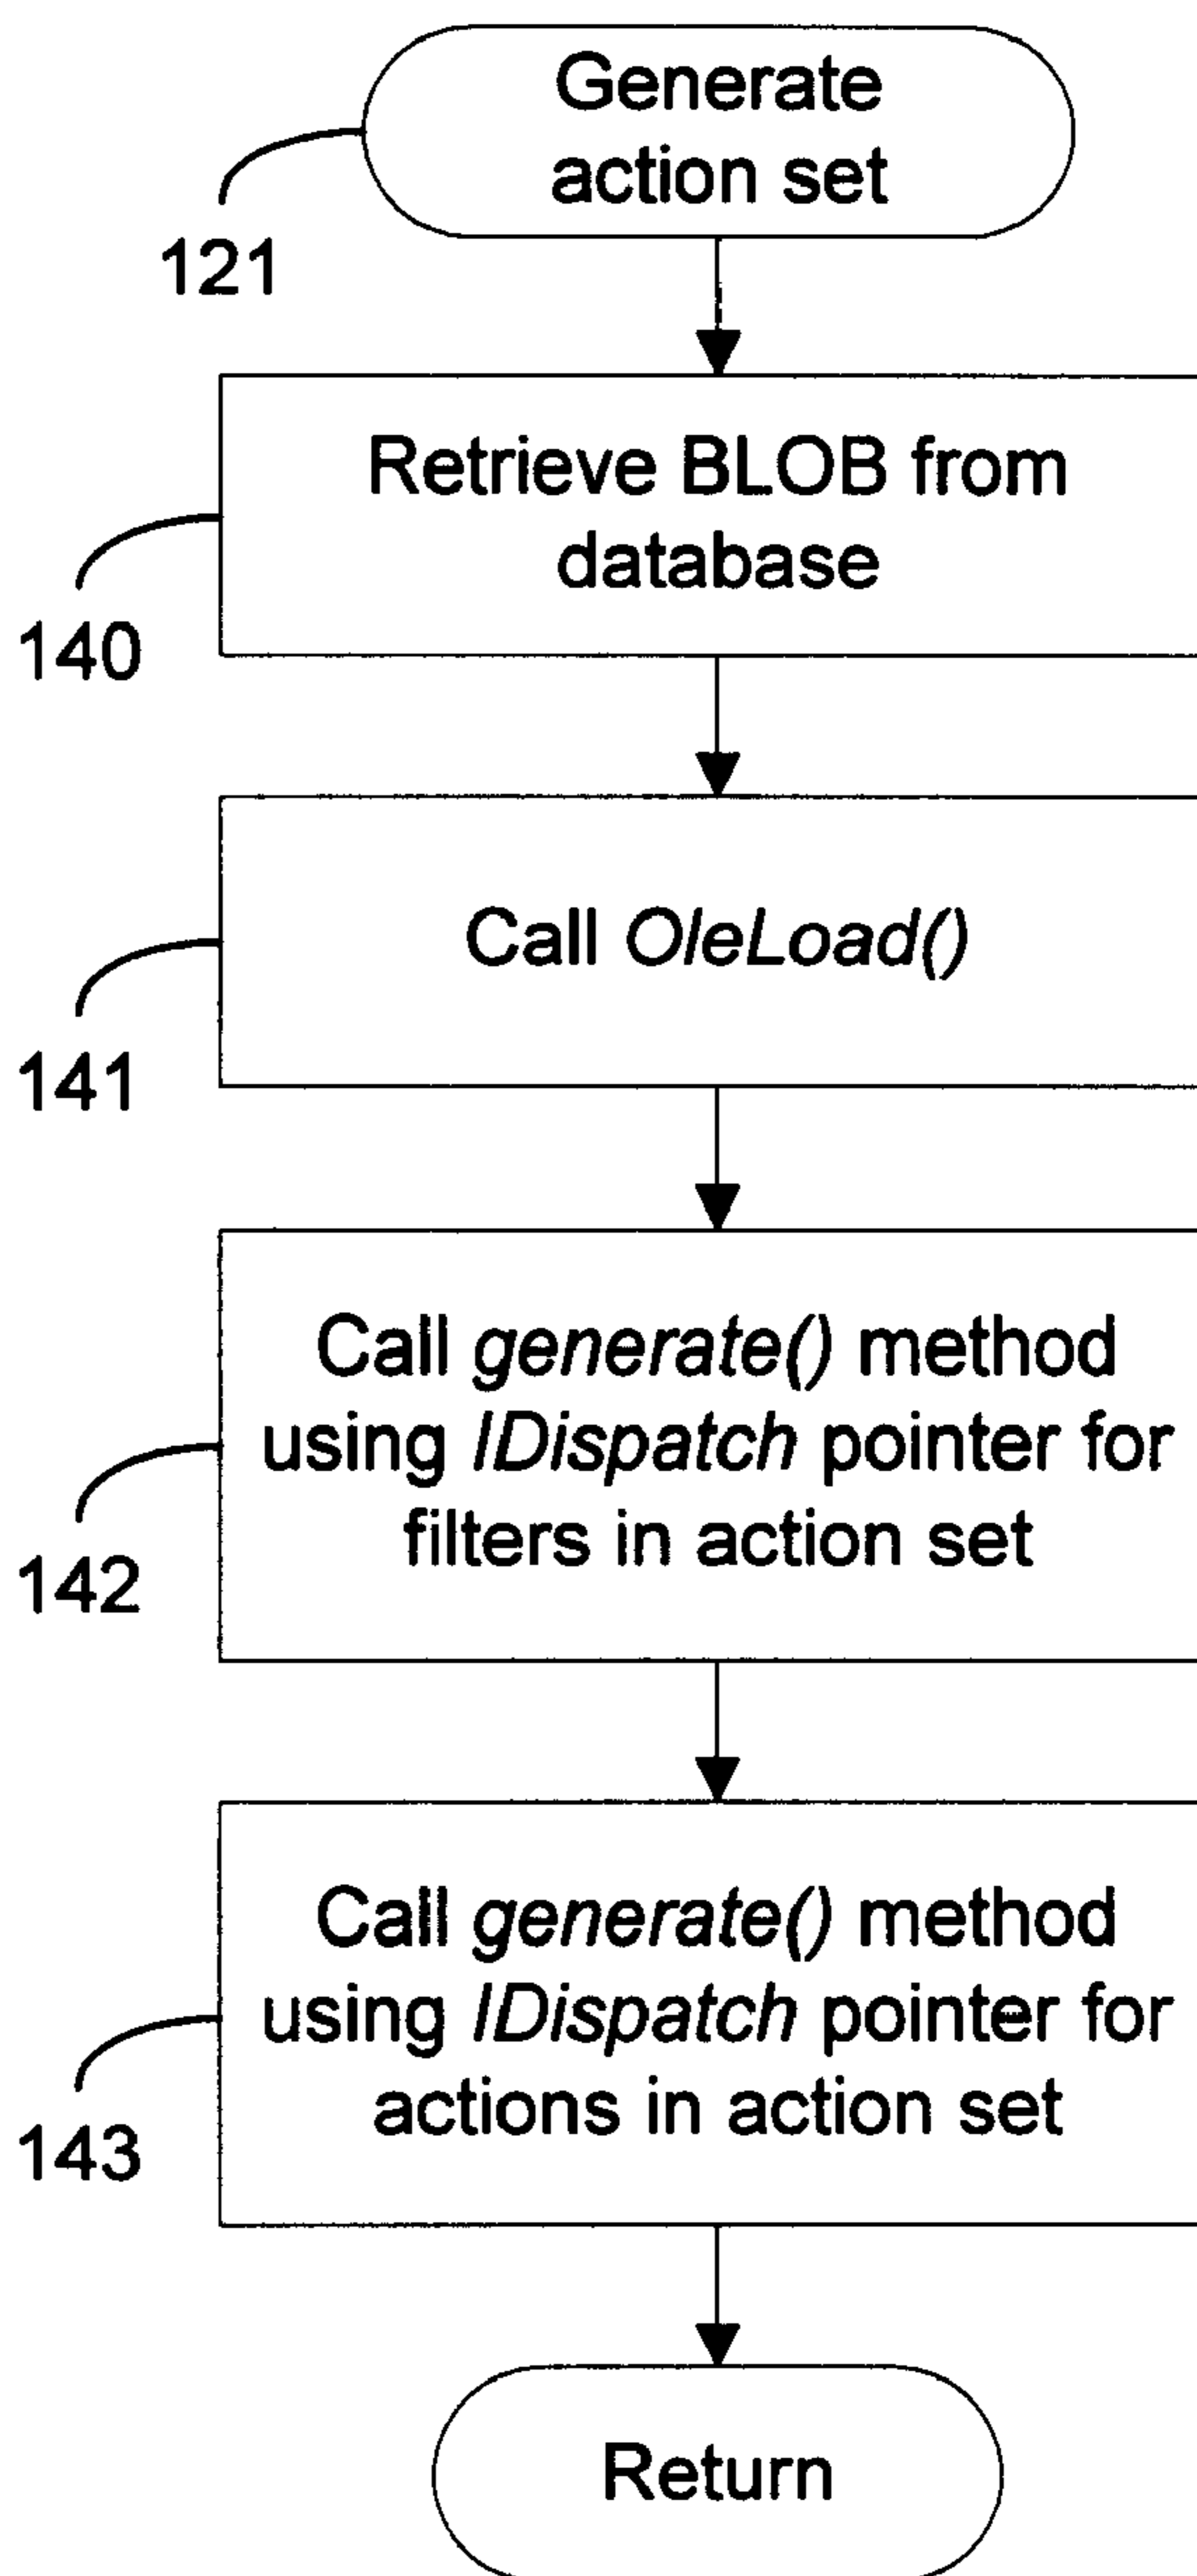 Generate
action set
121
Retrieve BLOB from
database
140
Call OleLoad()
141
Call generate() method
using IDispatch pointer for
filters in action set
142
Call generate() method
using IDispatch pointer for
actions in action set
143
Return